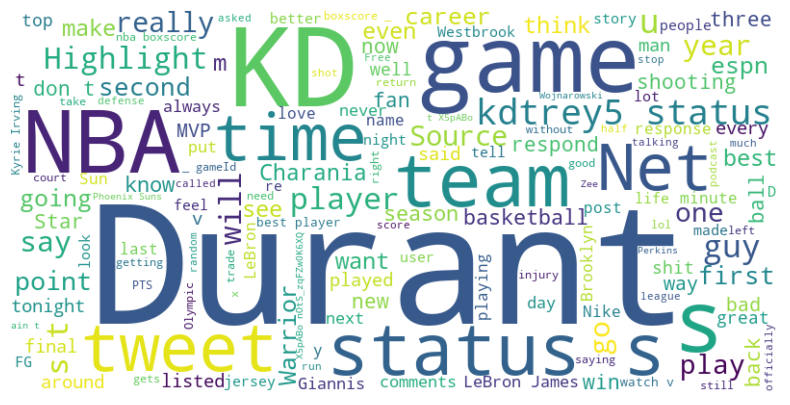 top
asked
boxscore
_
career
Westbrook
story
people
three
make
really
nba boxscore
better
Free
think
u
KD
game
even
shot
return
stop
man
year
Highlight
m
now
well
Wojnarowski
shooting
espn
t
don t
second
take
defense
fan
t X5pABo
without
lot
status
Kyrie Irving
NBA
always
love
never
kdtrey5
half
response
every
MVP
name
Source
respond
talking
much
time
put
night
said
tell
good
court
Sun
gameId
Charania
right
team
Net
podcast
best
going
know
called
Will
re
need
player
Zee
Phoenix Suns
feel
life minute
ball
D
Star
v
see
season
basketball
post
one
say
look
best player
LeBron
score
user
lol
made
left
guy
last
Durant
want
Brooklyn
Perkins
first
point
getting
random
x
trade
X5pABo nOtS_zqFZwOK6XQ
played
playing
injury
shit
way
tonight
PTS
Olympic
new
day
Nike
league
bad
ain t
s t
tweet
Warrior
next
status
s
go
saying
s
great
final
y
play
back
officially
FG
gets
run
around
listed
jersey
Giannis
comments
LeBron James
win
watch v
still